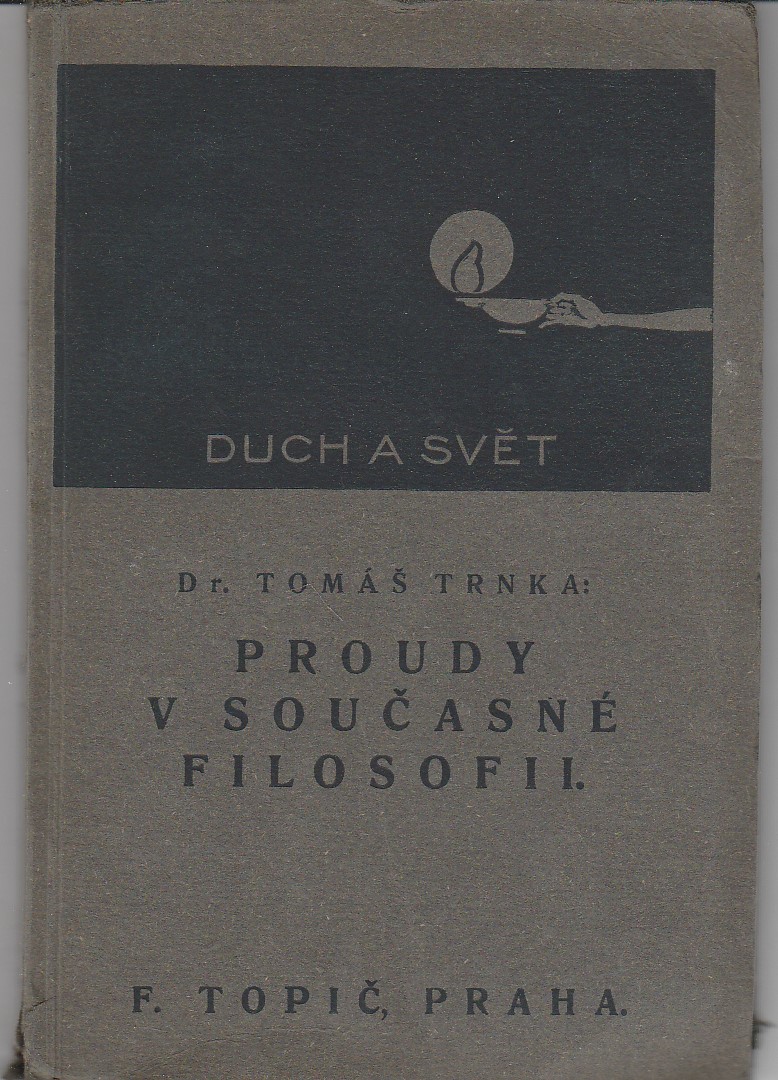 DUCH A SVĚT
Dr. TOMÁŠ TRNKA:
PROUDY
V SOUČASNÉ
FILOSOFII.
F. TOPIČ, PRAHA.